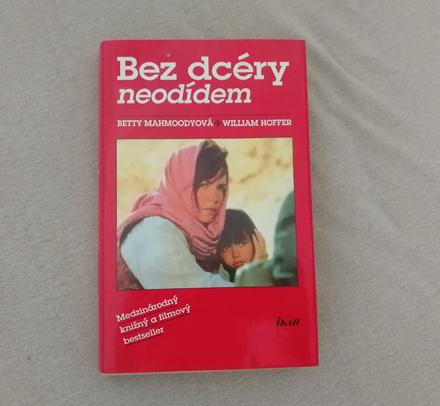 Bez dcéry
neodídem
BETTY MAHMOODYOVÁ WILLIAM HOFFER
Medzinárodný
knižný a filmový
bestseller
IKAR